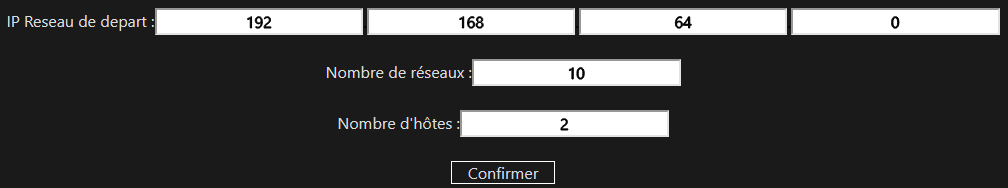 IP Reseau de depart : 192 . 168 . 64 . 0
Nombre de réseaux : 10
Nombre d'hôtes : 2
Confirmer